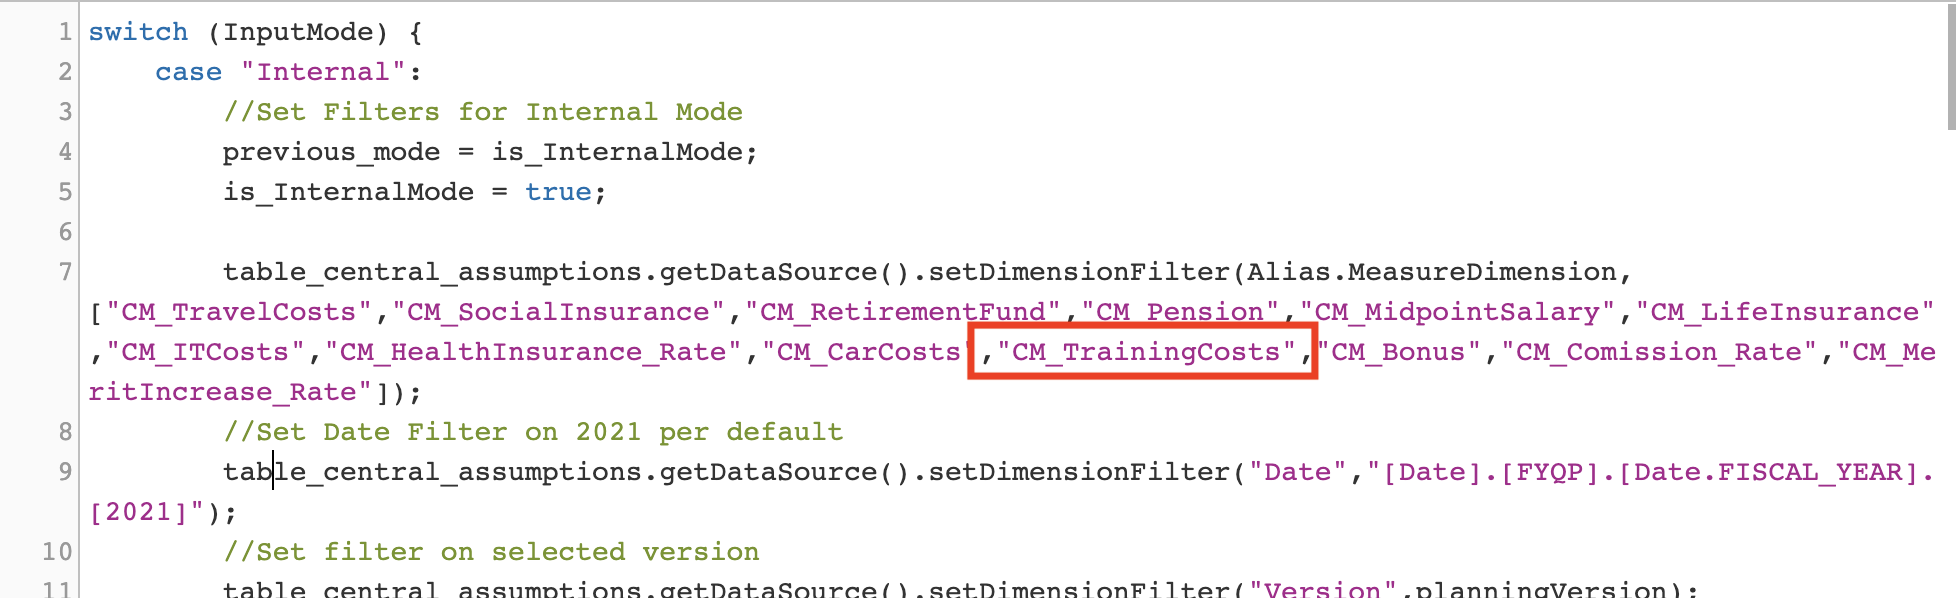 1 switch (InputMode) {
2 case "Internal":
3 //Set Filters for Internal Mode
4 previous_mode = is_InternalMode;
5 is_InternalMode = true;
6
7 table_central_assumptions.getDataSource().setDimensionFilter(Alias.MeasureDimension,
["CM_TravelCosts","CM_SocialInsurance","CM_RetirementFund","CM_Pension","CM_MidpointSalary","CM_LifeInsurance"
,"CM_ITCosts","CM_HealthInsurance_Rate","CM_CarCosts","CM_TrainingCosts","CM_Bonus","CM_Comission_Rate","CM_Me
ritIncrease_Rate"]);
8 //Set Date Filter on 2021 per default
9 table_central_assumptions.getDataSource().setDimensionFilter("Date","[Date].[FYQP].[Date.FISCAL_YEAR].
[2021]");
10 //Set filter on selected version
11 table_central_assumptions.getDataSource().setDimensionFilter("Version",planningVersion);